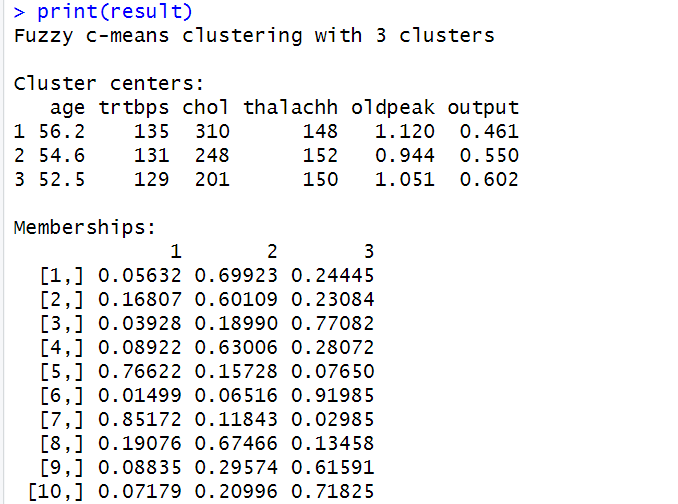 > print(result)
Fuzzy c-means clustering with 3 clusters

Cluster centers:
   age trtbps chol thalachh oldpeak output
1 56.2    135  310      148   1.120  0.461
2 54.6    131  248      152   0.944  0.550
3 52.5    129  201      150   1.051  0.602

Memberships:
            1       2       3
  [1,] 0.05632 0.69923 0.24445
  [2,] 0.16807 0.60109 0.23084
  [3,] 0.03928 0.18990 0.77082
  [4,] 0.08922 0.63006 0.28072
  [5,] 0.76622 0.15728 0.07650
  [6,] 0.01499 0.06516 0.91985
  [7,] 0.85172 0.11843 0.02985
  [8,] 0.19076 0.67466 0.13458
  [9,] 0.08835 0.29574 0.61591
 [10,] 0.07179 0.20996 0.71825